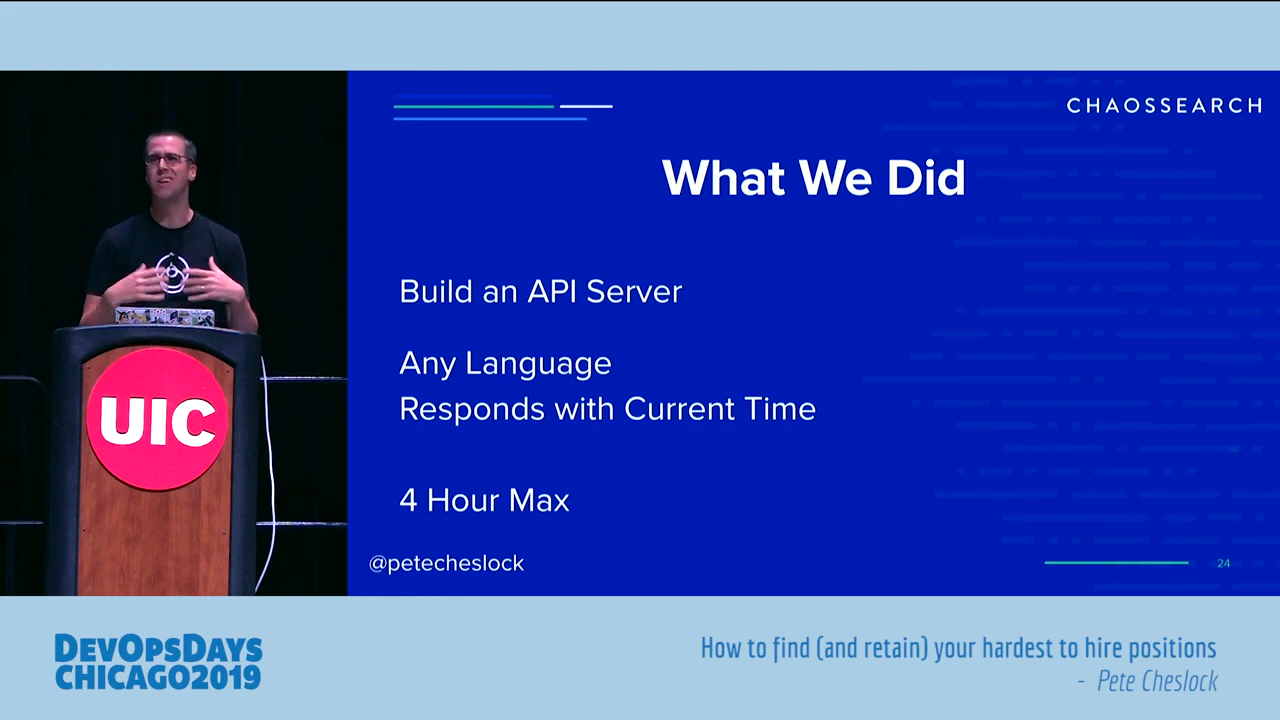 CHAOSSEARCH
What We Did
Build an API Server
Any Language
Responds with Current Time
4 Hour Max
@petecheslock
24
UIC
DEVOPSDAYS
CHICAGO2019
How to find (and retain) your hardest to hire positions
- Pete Cheslock